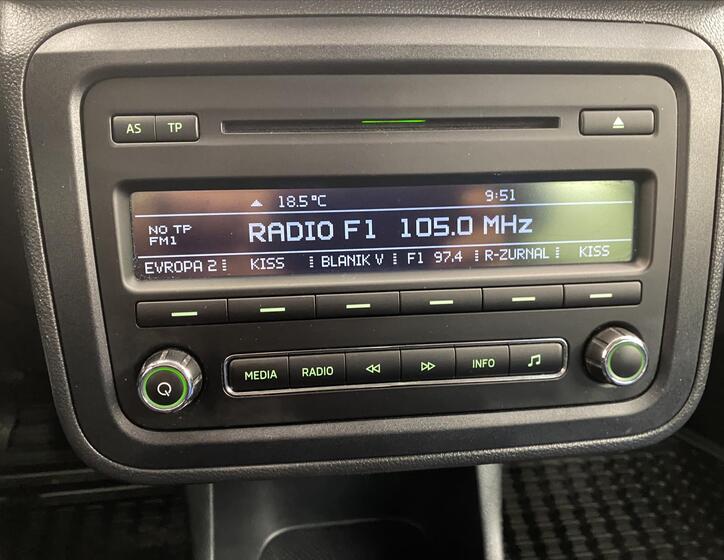 AS TP
18.5°C 9:51
NO TP
FM1
RADIO F1 105.0 MHz
EVROPA 2 KISS BLANIK V F1 97.4 R-ZURNAL KISS
MEDIA RADIO INFO